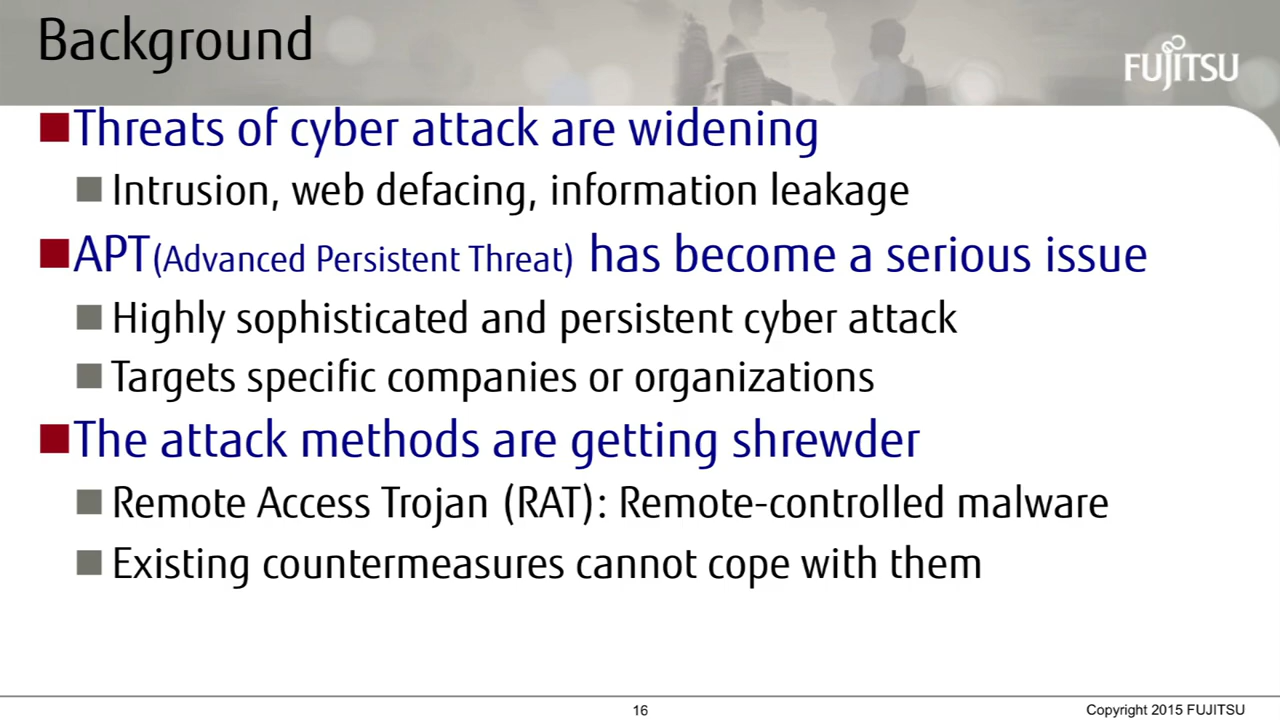 Background
FUJITSU
Threats of cyber attack are widening
Intrusion, web defacing, information leakage
APT(Advanced Persistent Threat) has become a serious issue
Highly sophisticated and persistent cyber attack
Targets specific companies or organizations
The attack methods are getting shrewder
Remote Access Trojan (RAT): Remote-controlled malware
Existing countermeasures cannot cope with them
16
Copyright 2015 FUJITSU